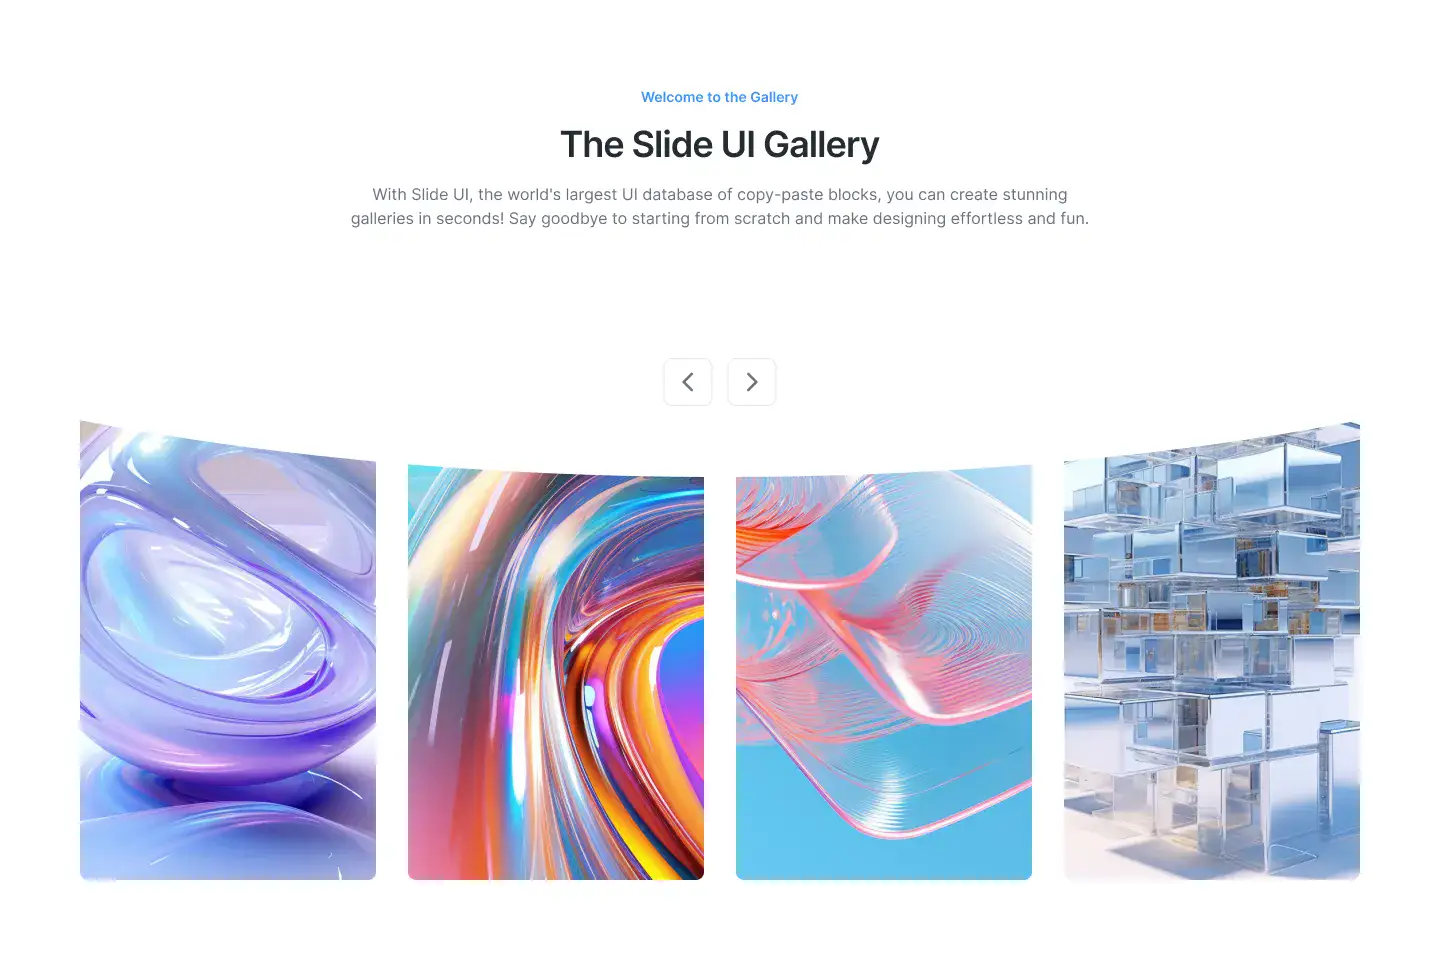 Welcome to the Gallery
The Slide UI Gallery
With Slide UI, the world's largest UI database of copy-paste blocks, you can create stunning
galleries in seconds! Say goodbye to starting from scratch and make designing effortless and fun.